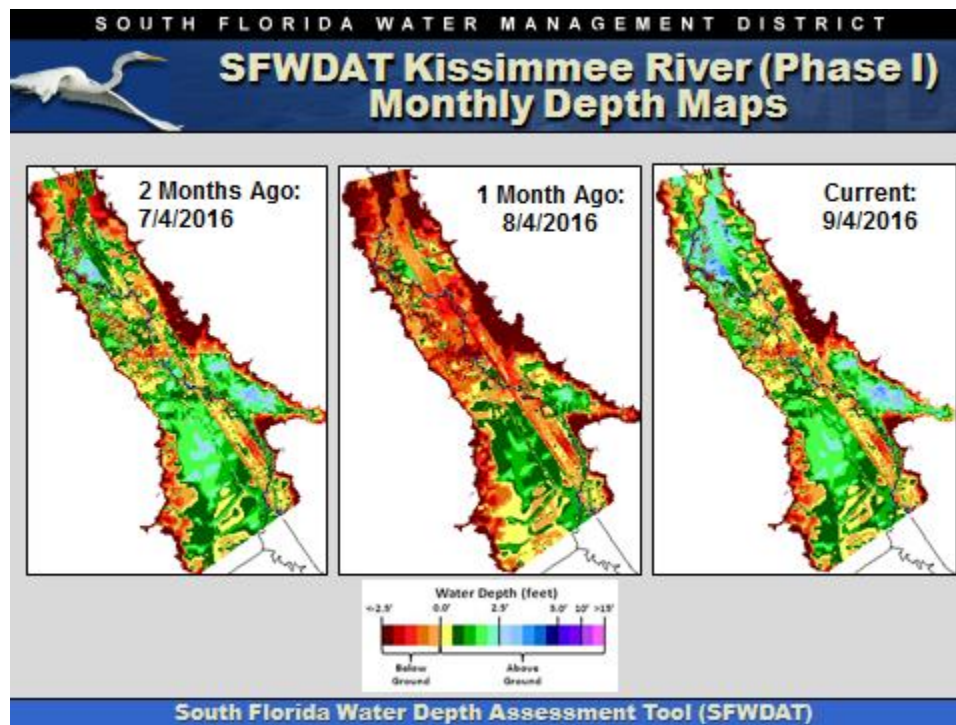 SOUTH FLORIDA WATER MANAGEMENT DISTRICT
SFWDAT Kissimmee River (Phase I)
Monthly Depth Maps
2 Months Ago:
7/4/2016
1 Month Ago:
8/4/2016
Current:
9/4/2016
Water Depth (feet)
<-2.5' 0.0' 2.5' 5.0' 10' >15'
Below Above
Ground Ground
South Florida Water Depth Assessment Tool (SFWDAT)